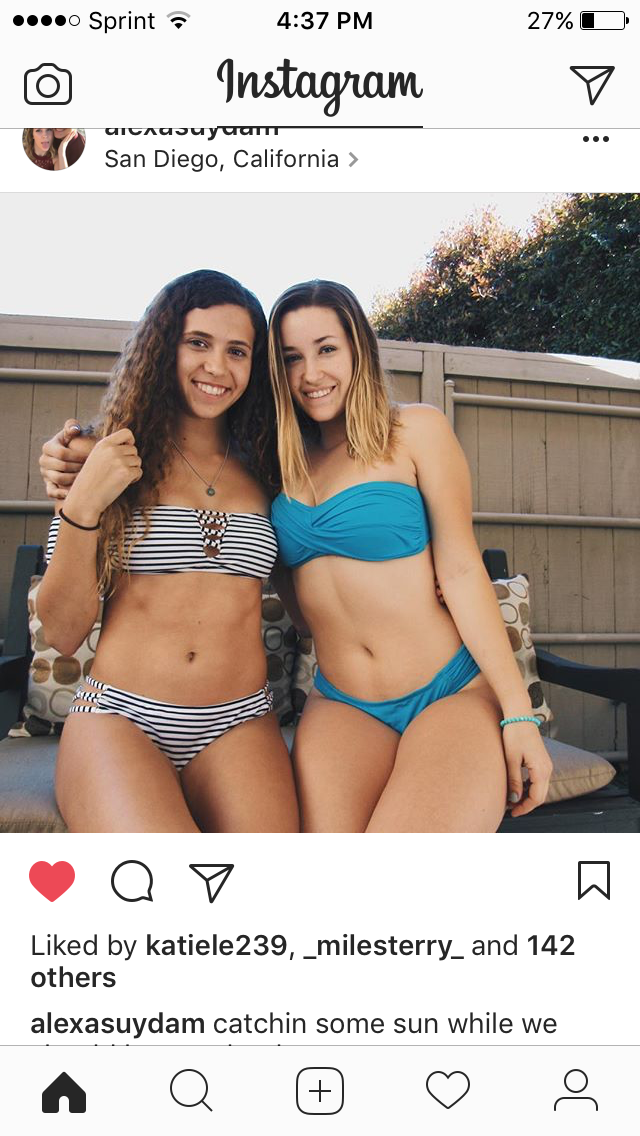 Sprint 4:37 PM 27%
Instagram
alexasuydam
San Diego, California
Liked by katiele239, _milesterry_ and 142
others
alexasuydam catchin some sun while we